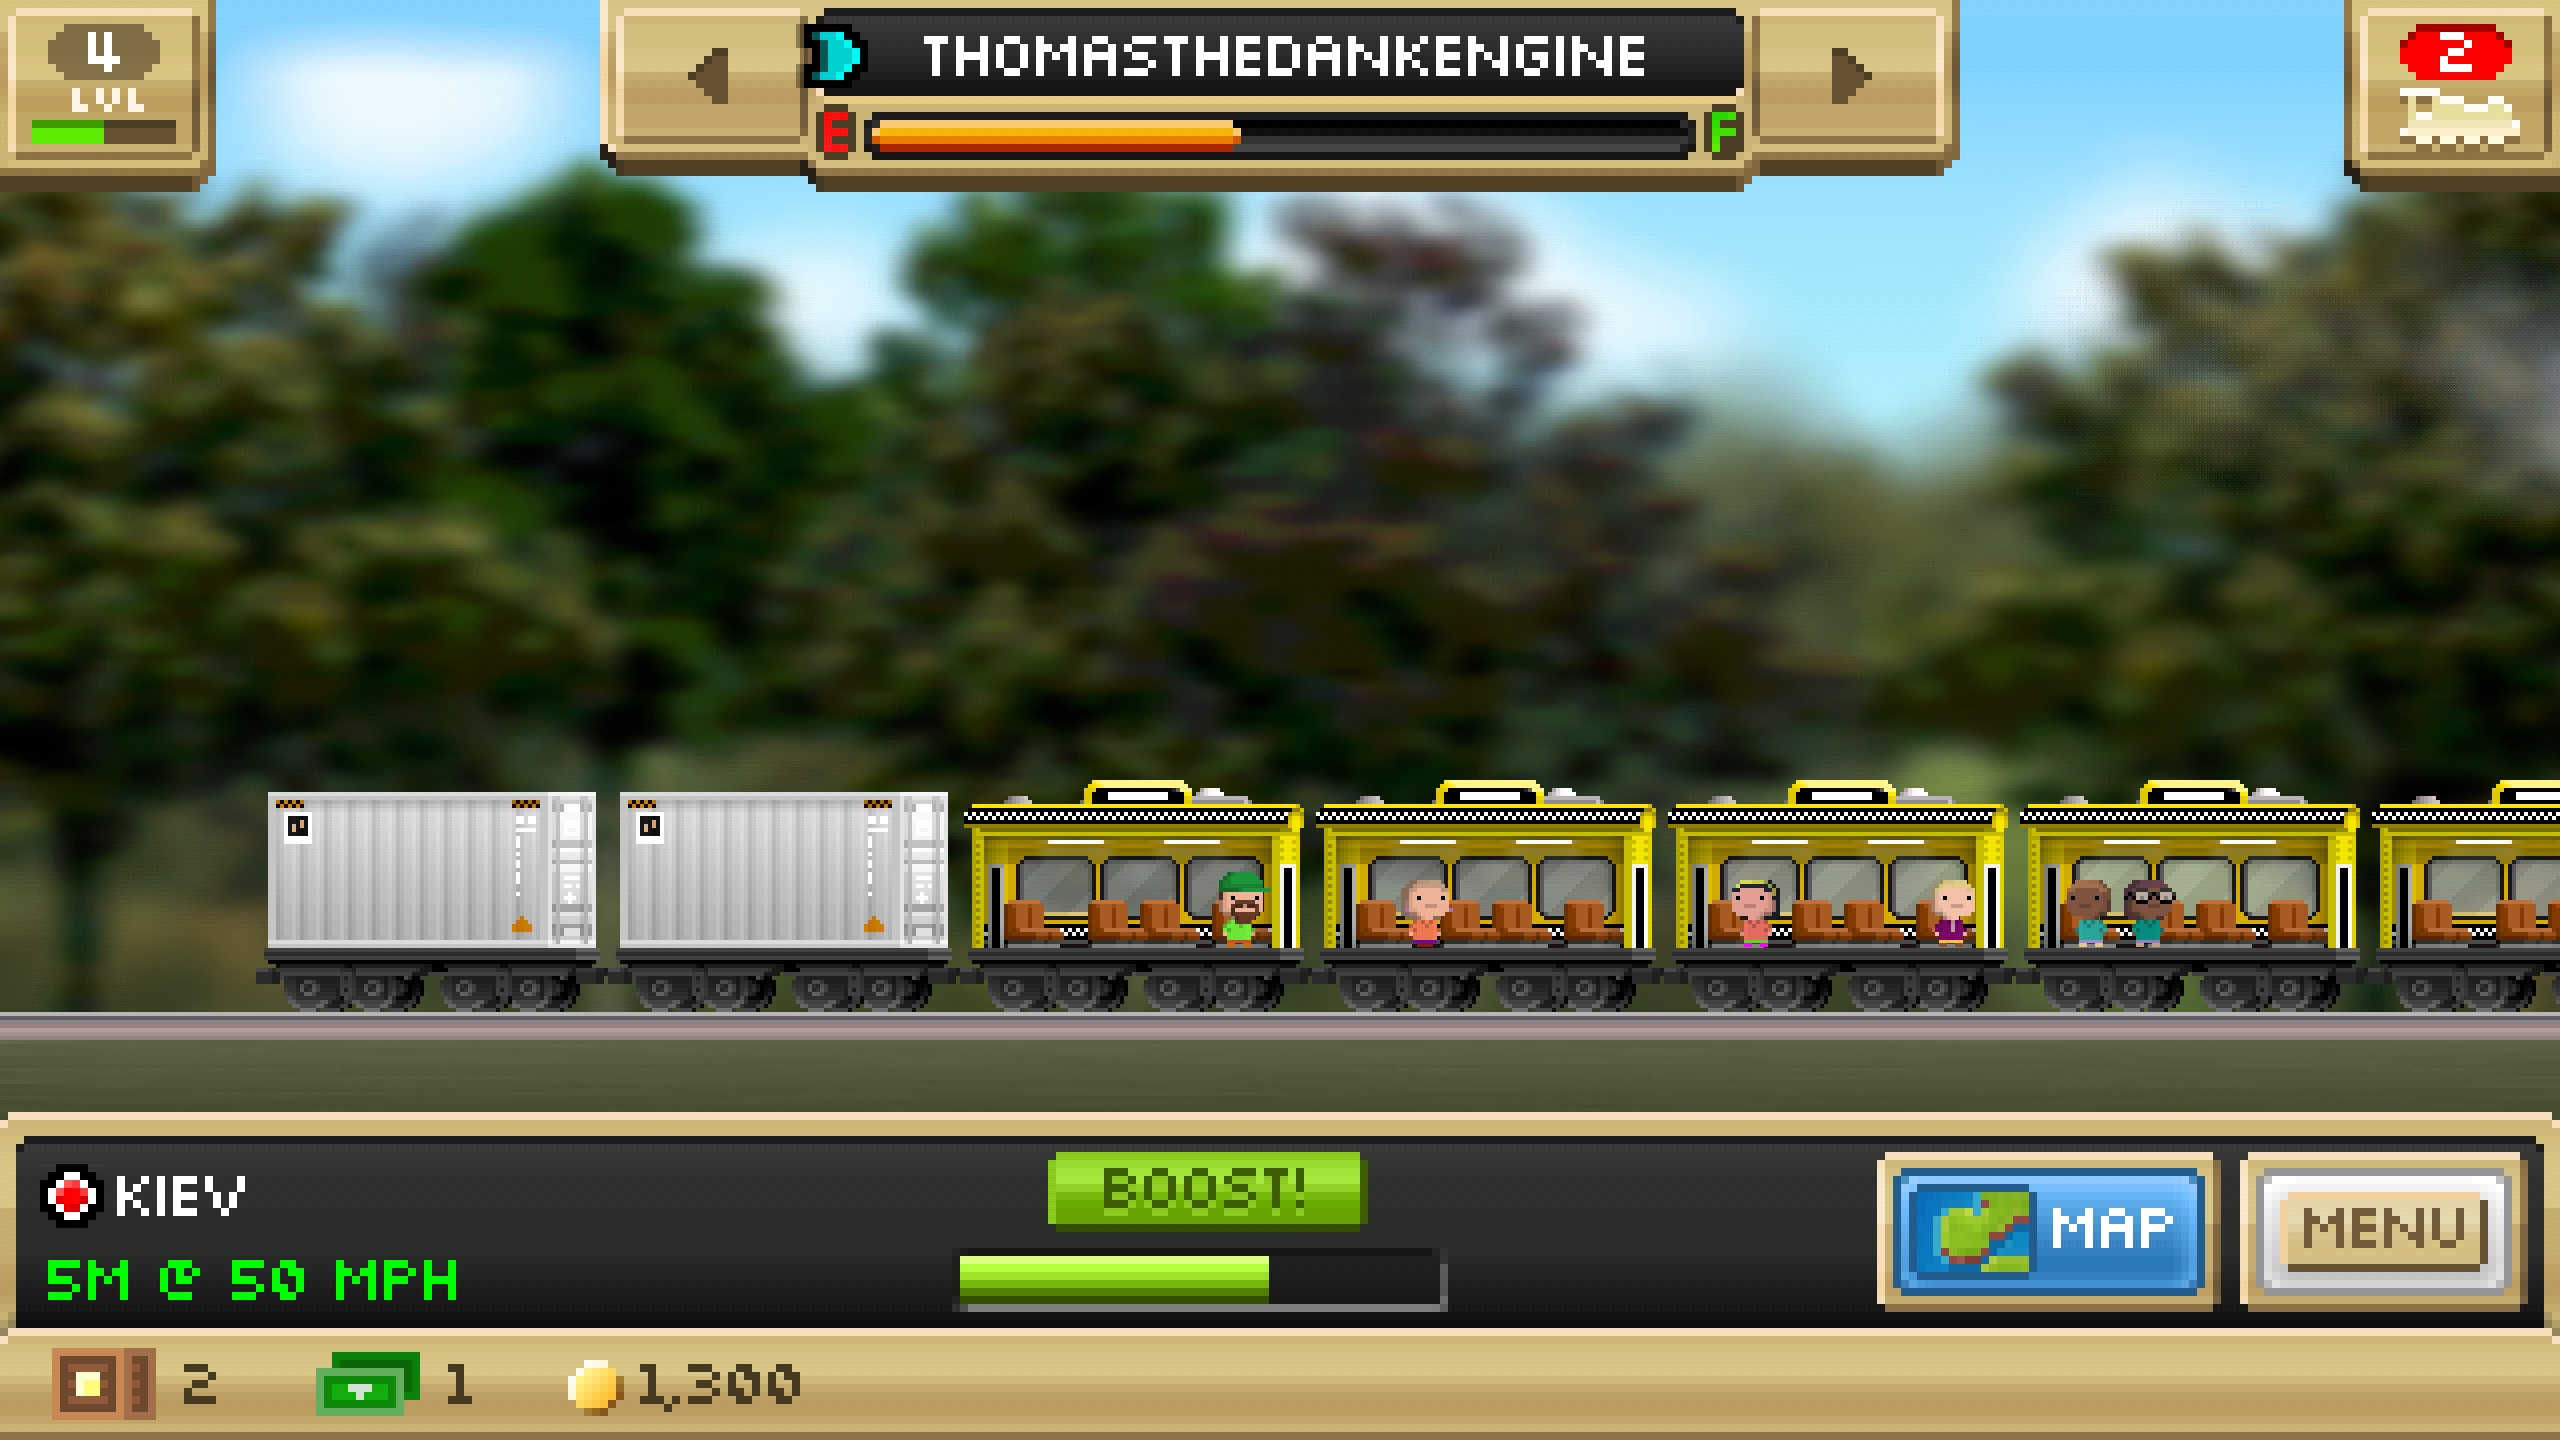 4
LVL
THOMASTHEDANKENGINE
E
F
2
KIEV
5M @ 50 MPH
BOOST!
MAP
MENU
2
1
1,300